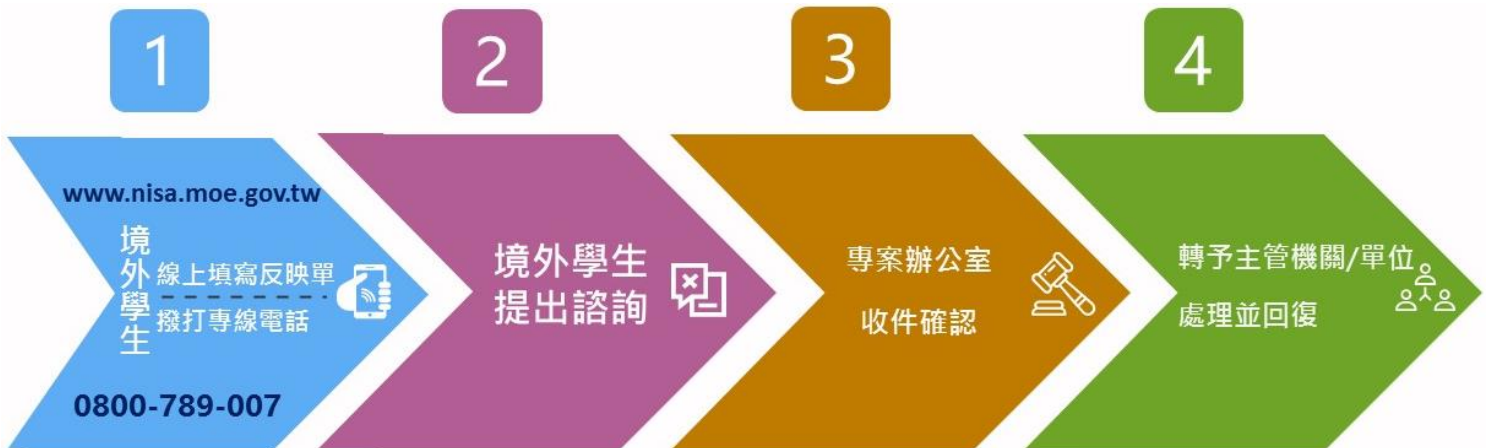 1
2
3
4
www.nisa.moe.gov.tw
境外學生
線上填寫反映單
撥打專線電話
0800-789-007
境外學生
提出諮詢
專案辦公室
收件確認
轉予主管機關/單位
處理並回復